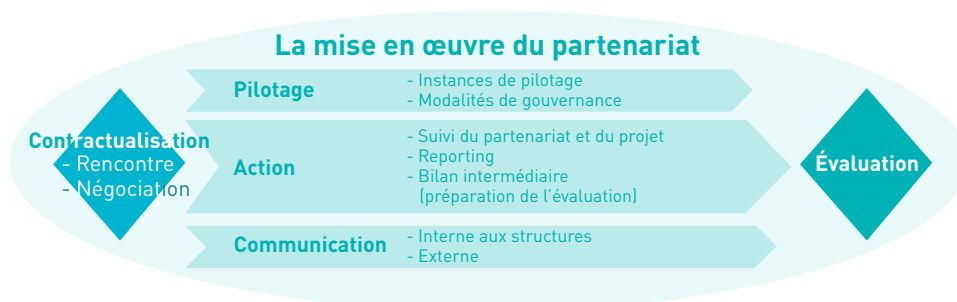 La mise en œuvre du partenariat
Contractualisation
- Rencontre
- Négociation
Pilotage
- Instances de pilotage
- Modalités de gouvernance
Action
- Suivi du partenariat et du projet
- Reporting
- Bilan intermédiaire
(préparation de l’évaluation)
Communication
- Interne aux structures
- Externe
Évaluation